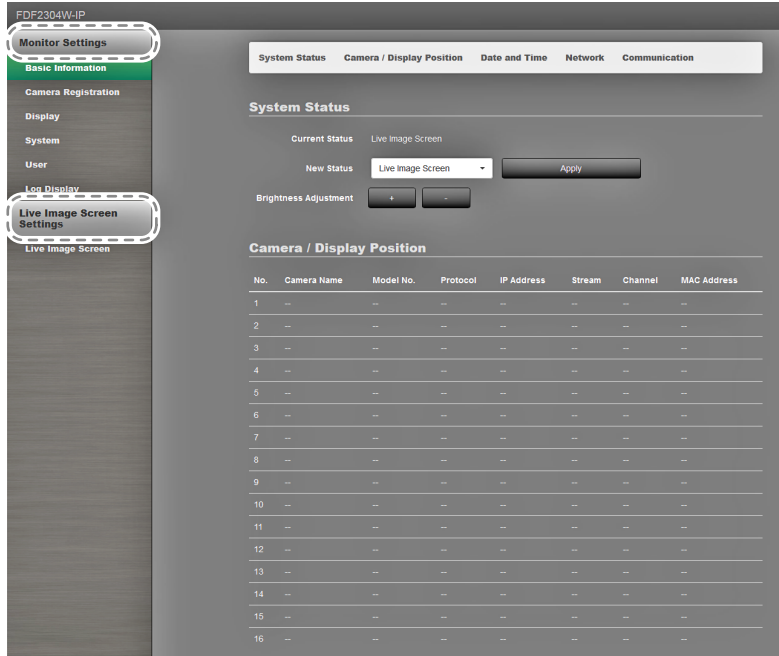 FDF2304W-IP
Monitor Settings
Basic Information
Camera Registration
Display
System
User
Log Display
Live Image Screen
Settings
Live Image Screen
System Status Camera / Display Position Date and Time Network Communication
System Status
Current Status Live Image Screen
New Status Live Image Screen Apply
Brightness Adjustment + -
Camera / Display Position
No. Camera Name Model No. Protocol IP Address Stream Channel MAC Address
1 -- -- -- -- -- -- --
2 -- -- -- -- -- -- --
3 -- -- -- -- -- -- --
4 -- -- -- -- -- -- --
5 -- -- -- -- -- -- --
6 -- -- -- -- -- -- --
7 -- -- -- -- -- -- --
8 -- -- -- -- -- -- --
9 -- -- -- -- -- -- --
10 -- -- -- -- -- -- --
11 -- -- -- -- -- -- --
12 -- -- -- -- -- -- --
13 -- -- -- -- -- -- --
14 -- -- -- -- -- -- --
15 -- -- -- -- -- -- --
16 -- -- -- -- -- -- --